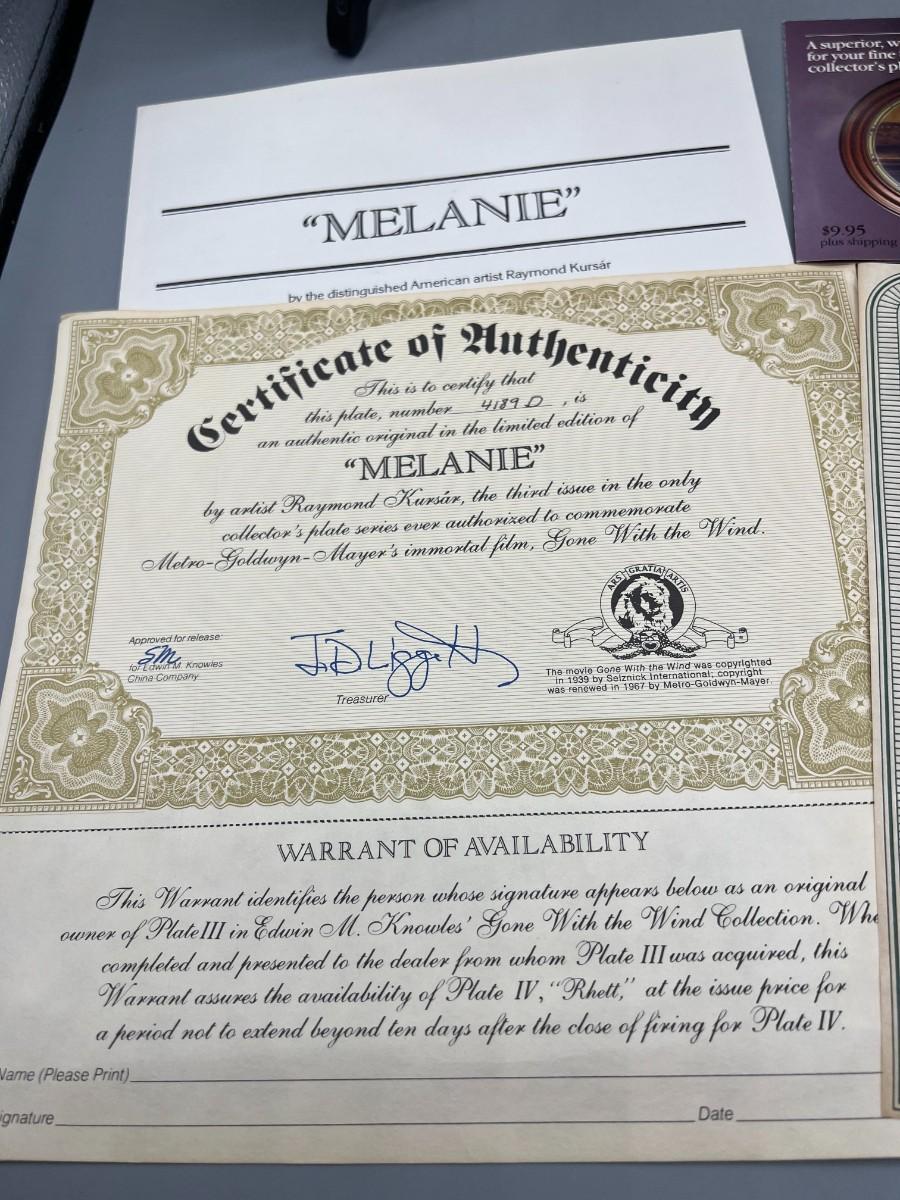 A superior, w
for your fine
collector's pl
$9.95
plus shipping
"MELANIE"
by the distinguished American artist Raymond Kursár
Certificate of Authenticity
This is to certify that
this plate, number 4189 D , is
an authentic original in the limited edition of
"MELANIE"
by artist Raymond Kursár, the third issue in the only
collector's plate series ever authorized to commemorate
Metro-Goldwyn-Mayer's immortal film, Gone With the Wind.
ARS GRATIA ARTIS
Approved for release:
SM
for Edwin M. Knowles
China Company
Treasurer
The movie Gone With the Wind was copyrighted
in 1939 by Selznick International; copyright
was renewed in 1967 by Metro-Goldwyn-Mayer.
WARRANT OF AVAILABILITY
This Warrant identifies the person whose signature appears below as an original
owner of Plate III in Edwin M. Knowles' Gone With the Wind Collection. Whe
completed and presented to the dealer from whom Plate III was acquired, this
Warrant assures the availability of Plate IV, "Rhett," at the issue price for
a period not to extend beyond ten days after the close of firing for Plate IV.
Name (Please Print)
ignature Date